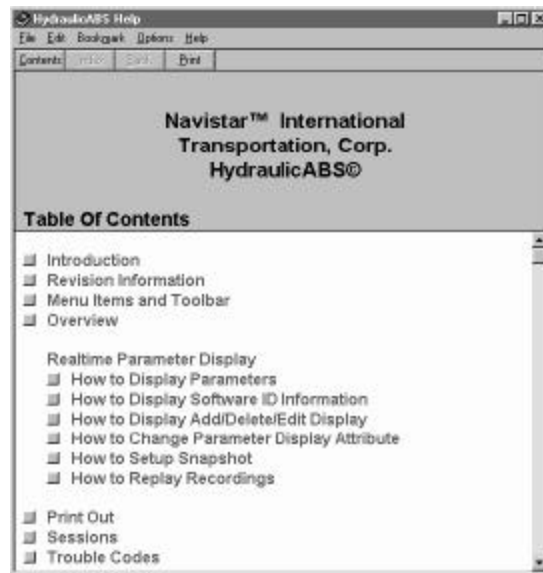 HydraulicABS Help
File Edit Bookmark Options Help
Contents Index Back Print
Navistar™ International
Transportation, Corp.
HydraulicABS©
Table Of Contents
Introduction
Revision Information
Menu Items and Toolbar
Overview
Realtime Parameter Display
How to Display Parameters
How to Display Software ID Information
How to Display Add/Delete/Edit Display
How to Change Parameter Display Attribute
How to Setup Snapshot
How to Replay Recordings
Print Out
Sessions
Trouble Codes